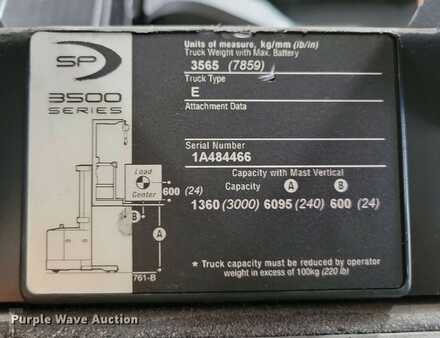 SP
3500
SERIES
Load
Center
600 (24)
B
A
761-B
Units of measure, kg/mm (lb/in)
Truck Weight with Max. Battery
3565 (7859)
Truck Type
E
Attachment Data
Serial Number
1A484466
Capacity with Mast Vertical
Capacity A B
1360 (3000) 6095 (240) 600 (24)
* Truck capacity must be reduced by operator
weight in excess of 100kg (220 lb)
Purple Wave Auction